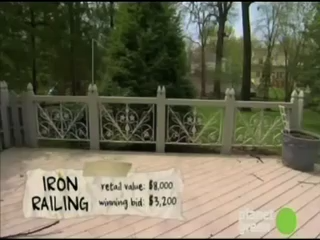 IRON RAILING
retail value: $8,000
winning bid: $3,200